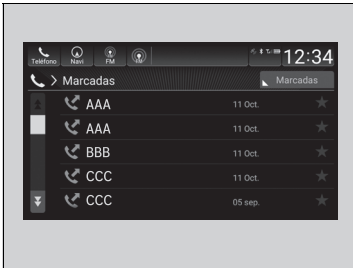 Teléfono Navi FM 12:34
Marcadas Marcadas
AAA 11 Oct.
AAA 11 Oct.
BBB 11 Oct.
CCC 11 Oct.
CCC 05 sep.